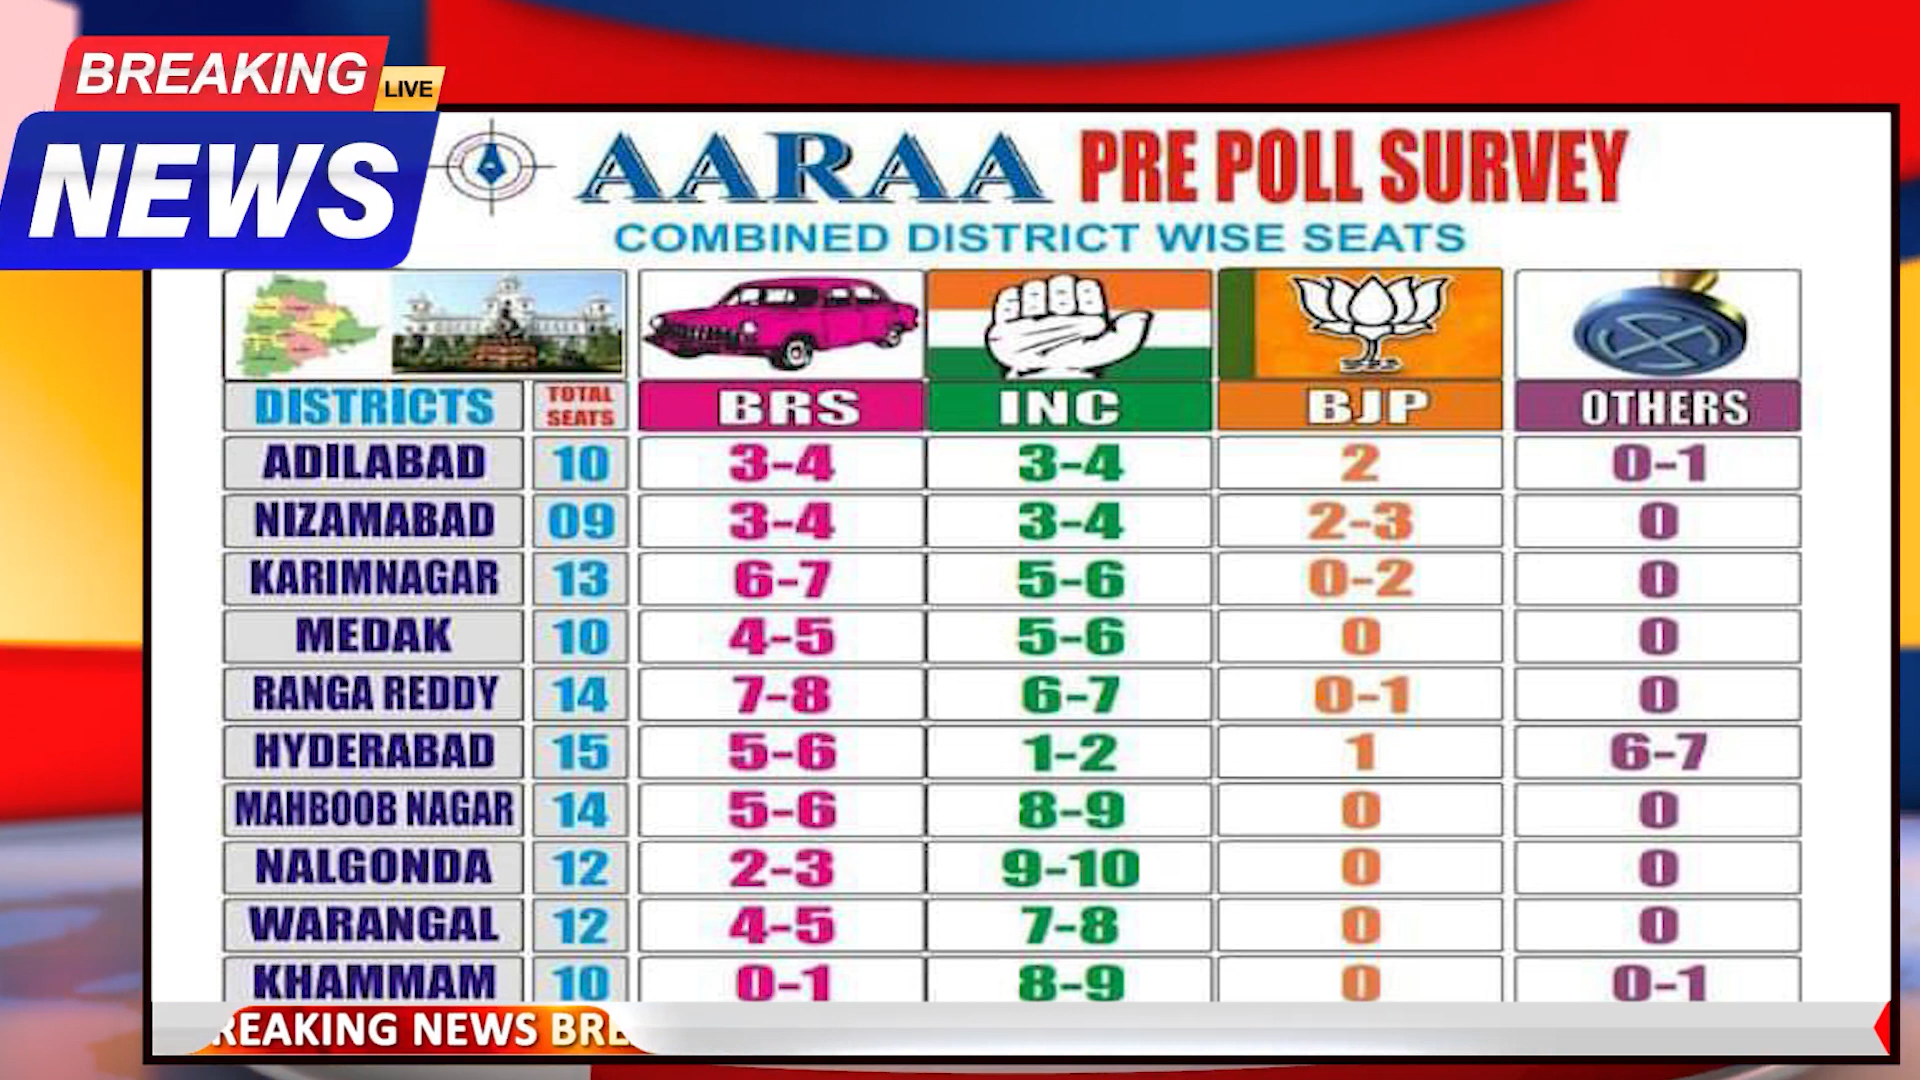 BREAKING
LIVE
NEWS
AARAA PRE POLL SURVEY
COMBINED DISTRICT WISE SEATS
DISTRICTS TOTAL SEATS BRS INC BJP OTHERS
ADILABAD 10 3-4 3-4 2 0-1
NIZAMABAD 09 3-4 3-4 2-3 0
KARIMNAGAR 13 6-7 5-6 0-2 0
MEDAK 10 4-5 5-6 0 0
RANGA REDDY 14 7-8 6-7 0-1 0
HYDERABAD 15 5-6 1-2 1 6-7
MAHBOOB NAGAR 14 5-6 8-9 0 0
NALGONDA 12 2-3 9-10 0 0
WARANGAL 12 4-5 7-8 0 0
KHAMMAM 10 0-1 8-9 0 0-1
REAKING NEWS BRE